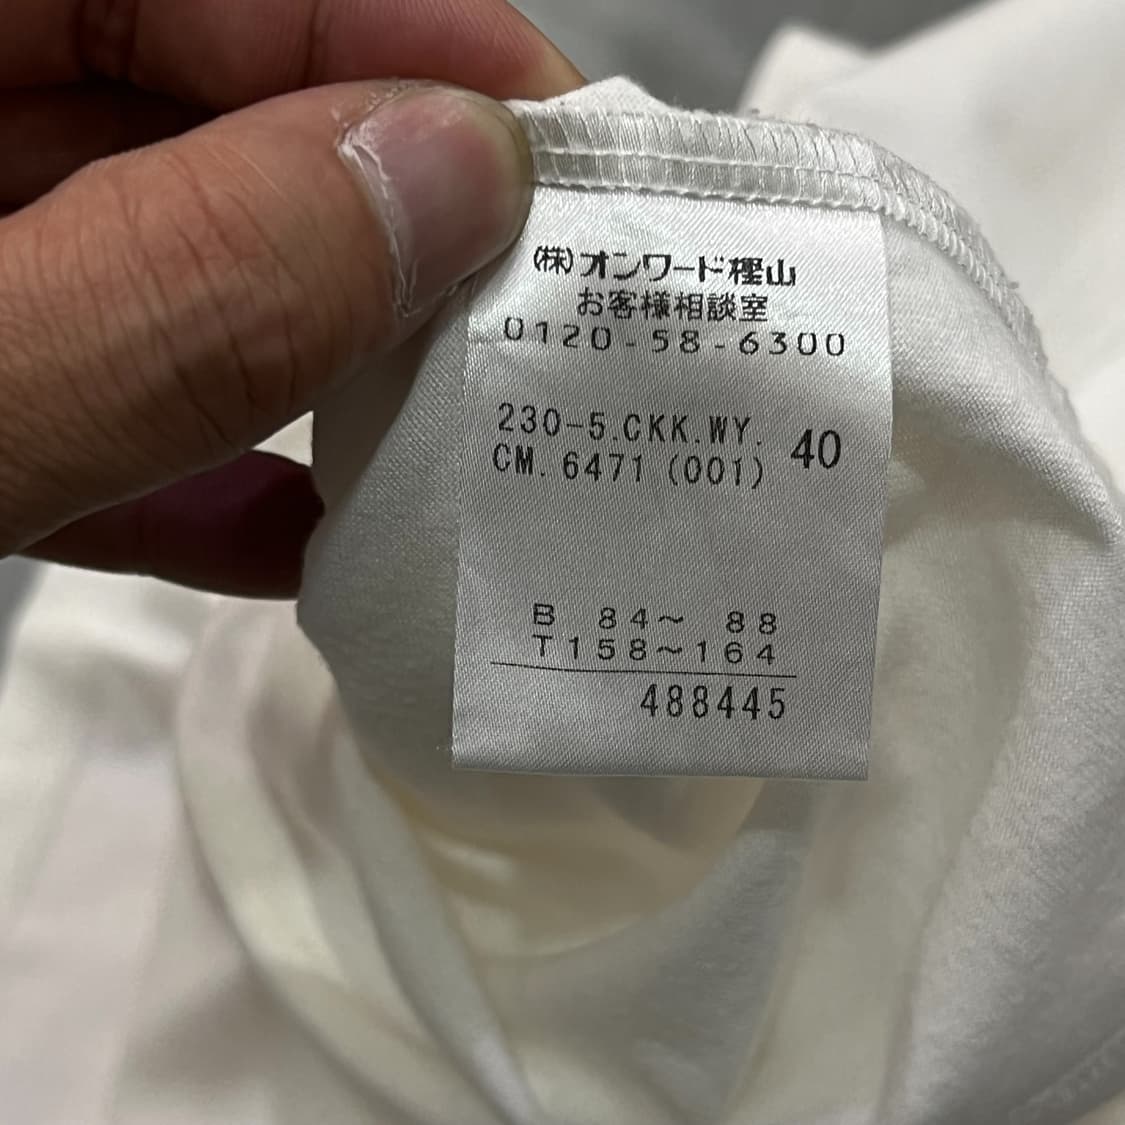 (株)オンワード樫山
お客様相談室
0120-58-6300
230-5.CKK.WY. 40
CM. 6471 (001)
B 84～ 88
T158～164
488445